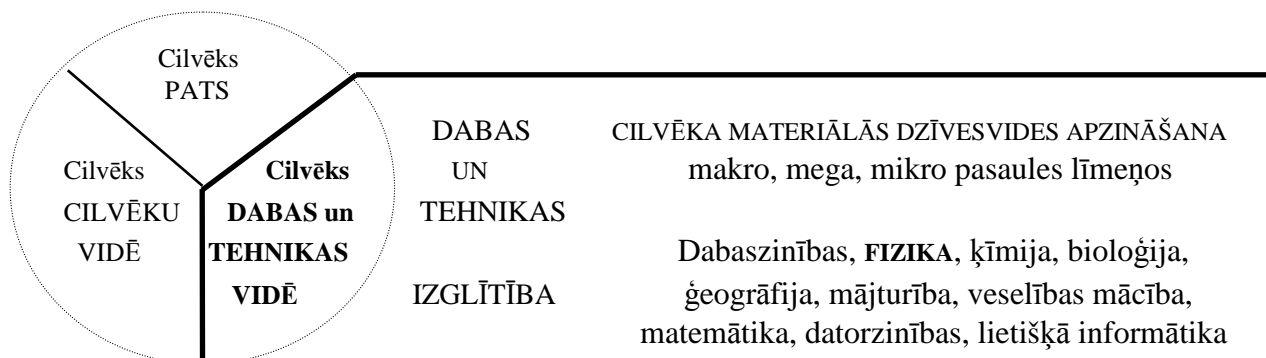 Cilvēks
PATS
Cilvēks
CILVĒKU
VIDĒ
Cilvēks
DABAS un
TEHNIKAS
VIDĒ
DABAS
UN
TEHNIKAS
IZGLĪTĪBA
CILVĒKA MATERIĀLĀS DZĪVESVIDES APZINĀŠANA
makro, mega, mikro pasaules līmeņos
Dabaszinības, FIZIKA, ķīmija, bioloģija,
ģeogrāfija, mājturība, veselības mācība,
matemātika, datorzinības, lietišķā informātika